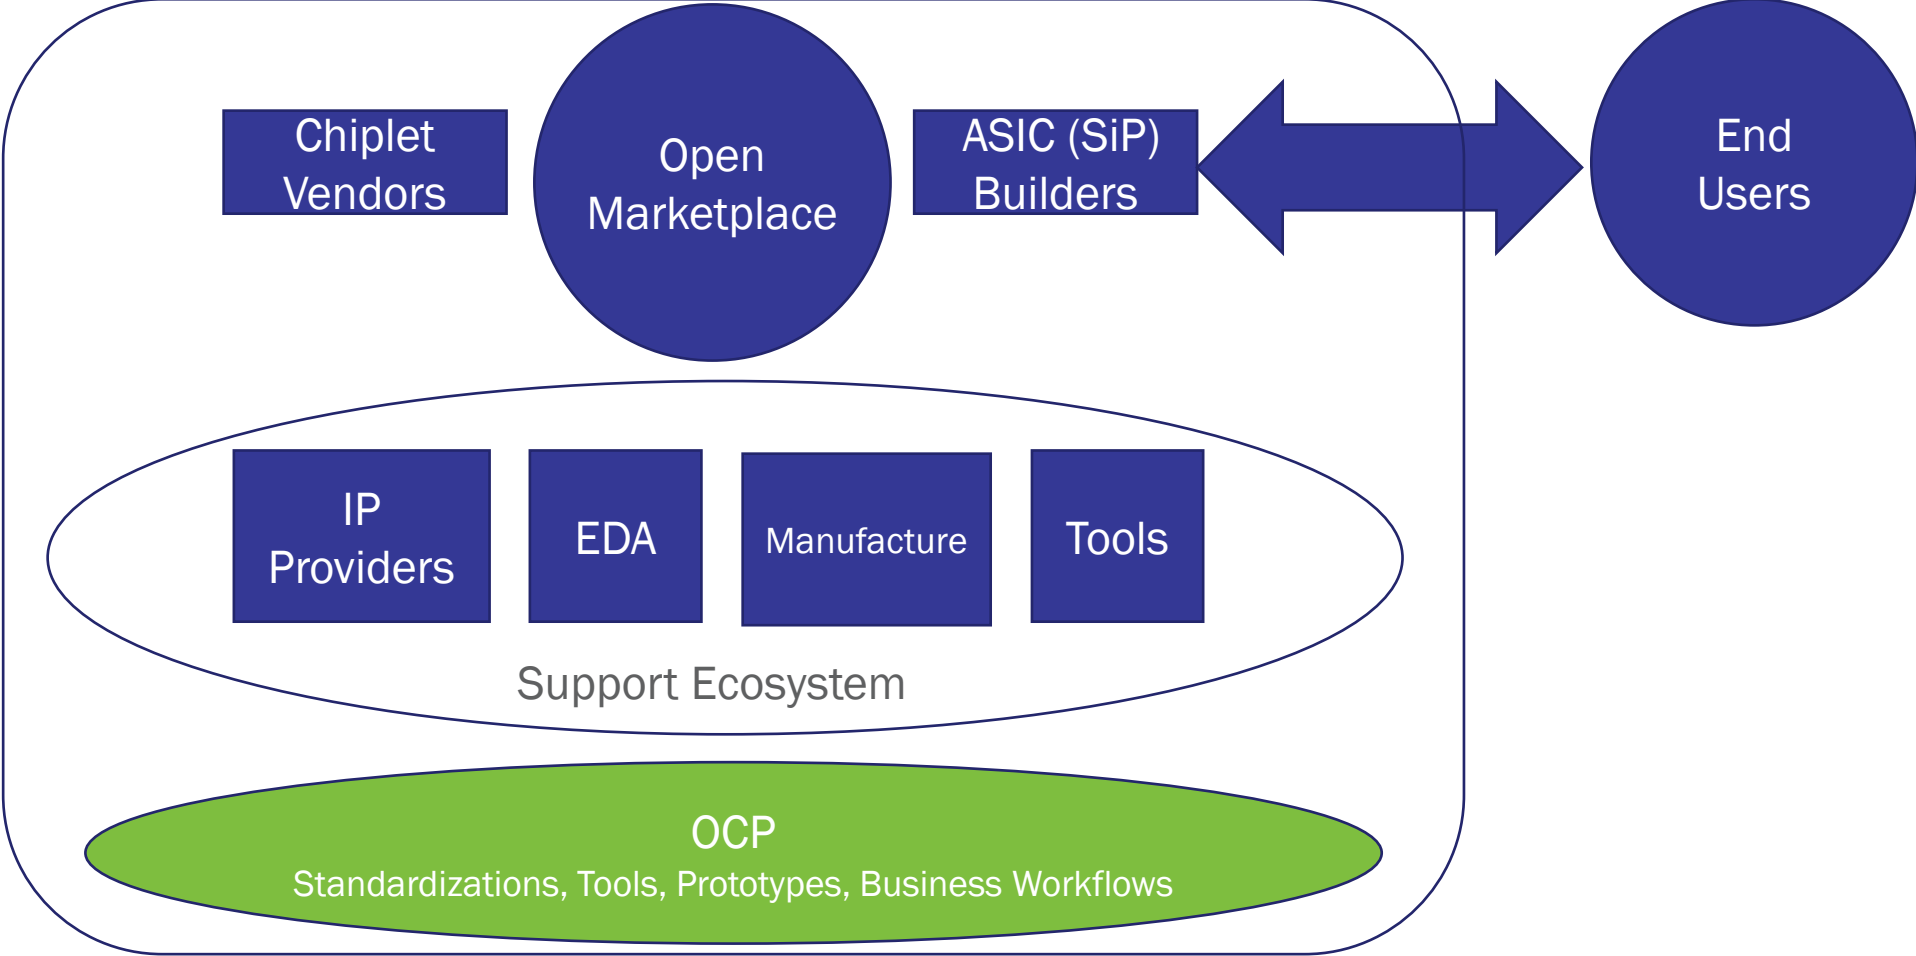 Chiplet
Vendors
Open
Marketplace
ASIC (SiP)
Builders
End
Users
IP
Providers
EDA
Manufacture
Tools
Support Ecosystem
OCP
Standardizations, Tools, Prototypes, Business Workflows